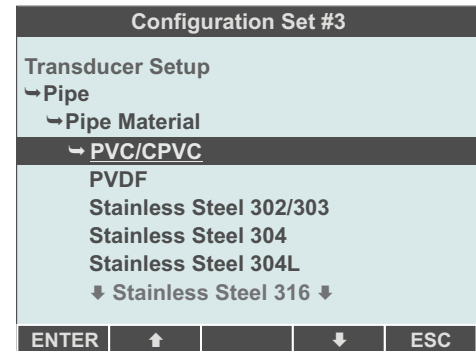 Configuration Set #3
Transducer Setup
➥Pipe
➥Pipe Material
➥ PVC/CPVC
PVDF
Stainless Steel 302/303
Stainless Steel 304
Stainless Steel 304L
🡇 Stainless Steel 316 🡇
ENTER 🡅 🡇 ESC